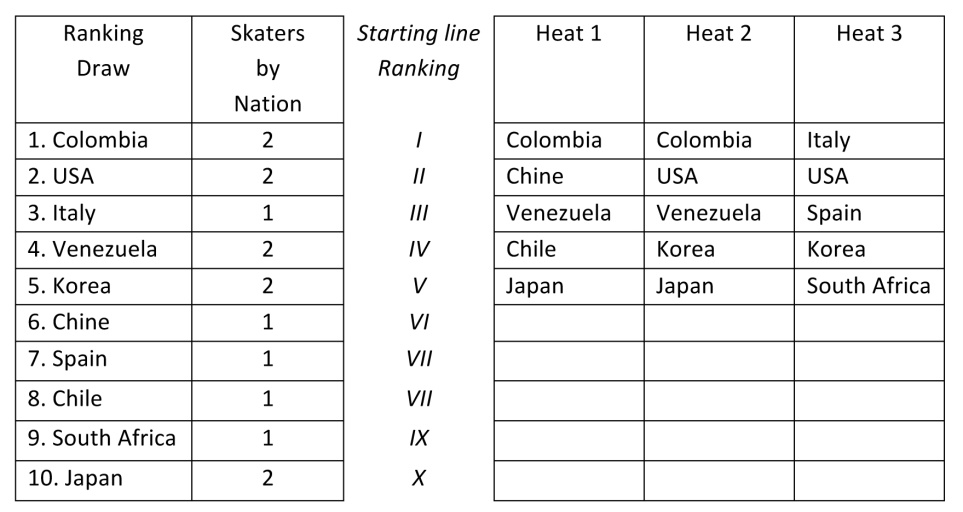 Ranking Draw Skaters by Nation Starting line Ranking Heat 1 Heat 2 Heat 3
1. Colombia 2 I Colombia Colombia Italy
2. USA 2 II Chine USA USA
3. Italy 1 III Venezuela Venezuela Spain
4. Venezuela 2 IV Chile Korea Korea
5. Korea 2 V Japan Japan South Africa
6. Chine 1 VI
7. Spain 1 VII
8. Chile 1 VII
9. South Africa 1 IX
10. Japan 2 X